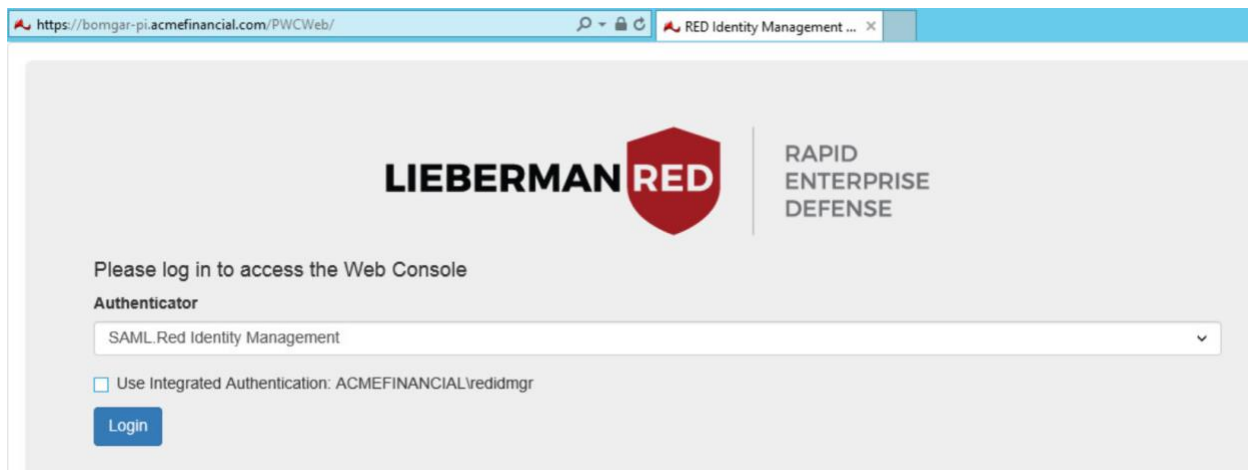 https://bomgar-pi.acmefinancial.com/PWCWeb/
RED Identity Management ...
LIEBERMAN RED
RAPID
ENTERPRISE
DEFENSE
Please log in to access the Web Console
Authenticator
SAML.Red Identity Management
Use Integrated Authentication: ACMEFINANCIAL\redidmgr
Login